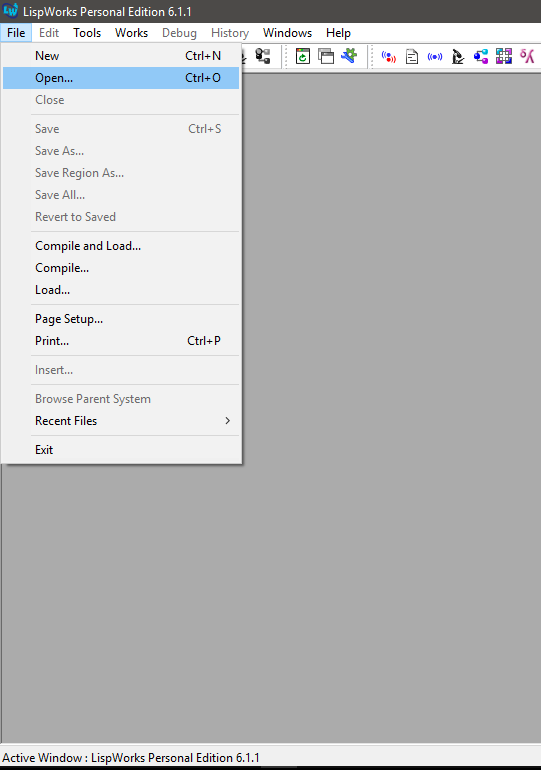 LispWorks Personal Edition 6.1.1
File Edit Tools Works Debug History Windows Help
New Ctrl+N
Open... Ctrl+O
Close
Save Ctrl+S
Save As...
Save Region As...
Save All...
Revert to Saved
Compile and Load...
Compile...
Load...
Page Setup...
Print... Ctrl+P
Insert...
Browse Parent System
Recent Files
Exit
Active Window : LispWorks Personal Edition 6.1.1